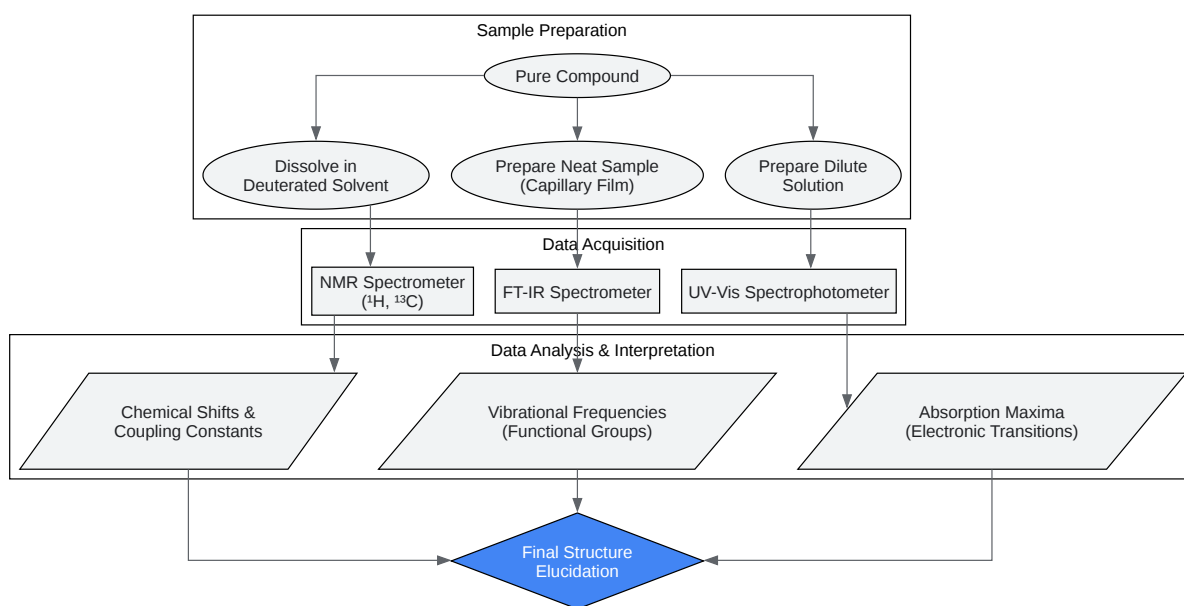 Sample Preparation
Pure Compound
Dissolve in
Deuterated Solvent
Prepare Neat Sample
(Capillary Film)
Prepare Dilute
Solution
Data Acquisition
NMR Spectrometer
(¹H, ¹³C)
FT-IR Spectrometer
UV-Vis Spectrophotometer
Data Analysis & Interpretation
Chemical Shifts &
Coupling Constants
Vibrational Frequencies
(Functional Groups)
Absorption Maxima
(Electronic Transitions)
Final Structure
Elucidation